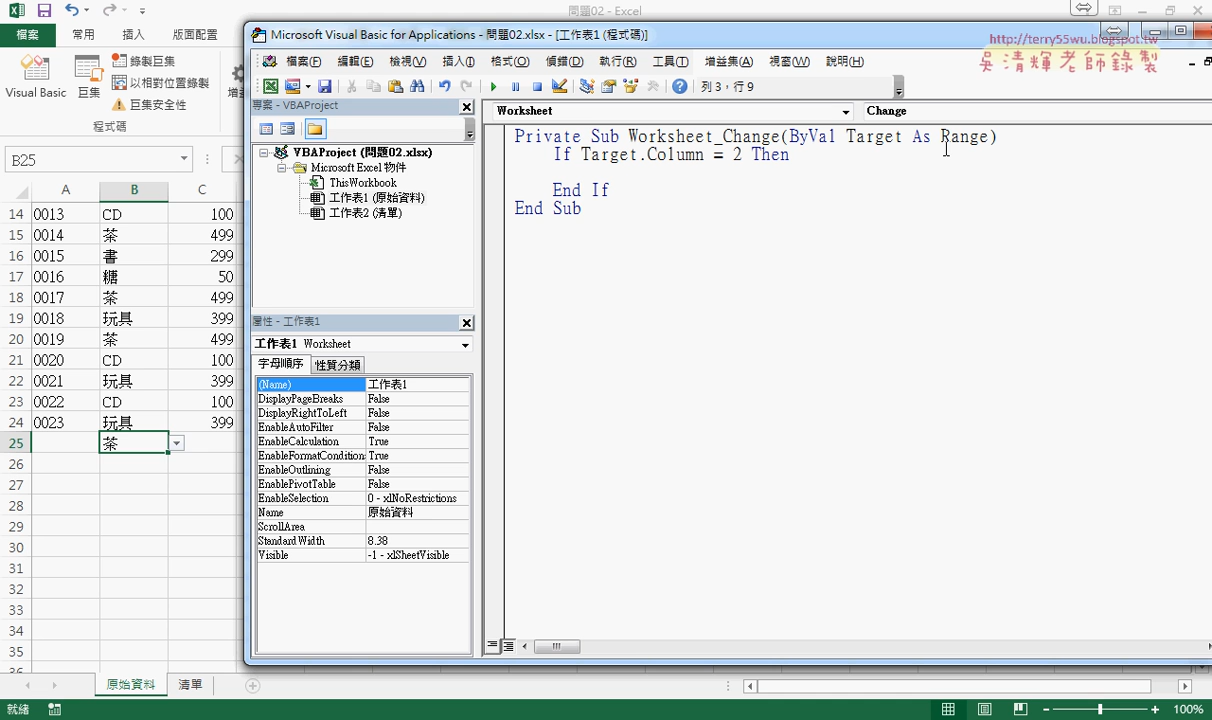 問題02 - Excel
檔案
常用
插入
版面配置
Visual Basic
巨集
錄製巨集
以相對位置錄製
巨集安全性
增益
程式碼
Microsoft Visual Basic for Applications - 問題02.xlsx - [工作表1 (程式碼)]
http://terry55wu.blogspot.tw
吳清輝老師錄製
檔案(F) 編輯(E) 檢視(V) 插入(I) 格式(O) 偵錯(D) 執行(R) 工具(T) 增益集(A) 視窗(W) 說明(H)
列 3，行 9
專案 - VBAProject
VBAProject (問題02.xlsx)
Microsoft Excel 物件
ThisWorkbook
工作表1 (原始資料)
工作表2 (清單)
Worksheet
Change
Private Sub Worksheet_Change(ByVal Target As Range)
If Target.Column = 2 Then
End If
End Sub
屬性 - 工作表1
工作表1 Worksheet
字母順序 性質分類
(Name) 工作表1
DisplayPageBreaks False
DisplayRightToLeft False
EnableAutoFilter False
EnableCalculation True
EnableFormatCondition: True
EnableOutlining False
EnablePivotTable False
EnableSelection 0 - xlNoRestrictions
Name 原始資料
ScrollArea
Standard Width 8.38
Visible -1 - xlSheetVisible
B25
A B C
14 0013 CD 100
15 0014 茶 499
16 0015 書 299
17 0016 糖 50
18 0017 茶 499
19 0018 玩具 399
20 0019 茶 499
21 0020 CD 100
22 0021 玩具 399
23 0022 CD 100
24 0023 玩具 399
25 茶
26
27
28
29
30
31
32
33
34
35
原始資料 清單
就緒
100%